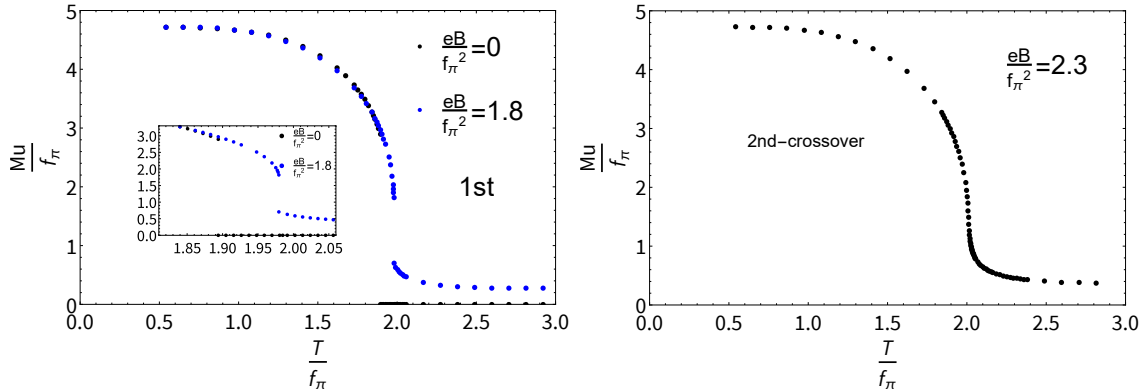 5
4
3
2
1
0
Mu/fπ
eB/fπ²=0
eB/fπ²=1.8
1st
3.0
2.5
2.0
1.5
1.0
0.5
0.0
eB/fπ²=0
eB/fπ²=1.8
1.85 1.90 1.95 2.00 2.05
0.0 0.5 1.0 1.5 2.0 2.5 3.0
T/fπ
5
4
3
2
1
0
Mu/fπ
eB/fπ²=2.3
2nd-crossover
0.0 0.5 1.0 1.5 2.0 2.5 3.0
T/fπ